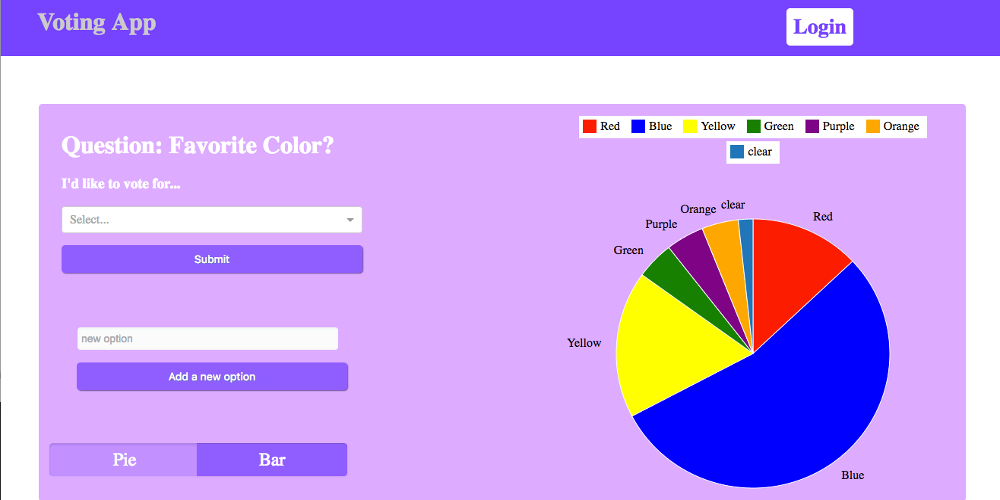 Voting App
Login
Question: Favorite Color?
I'd like to vote for...
Select...
Submit
new option
Add a new option
Pie Bar
Red Blue Yellow Green Purple Orange
clear
clear
Orange
Red
Purple
Green
Yellow
Blue